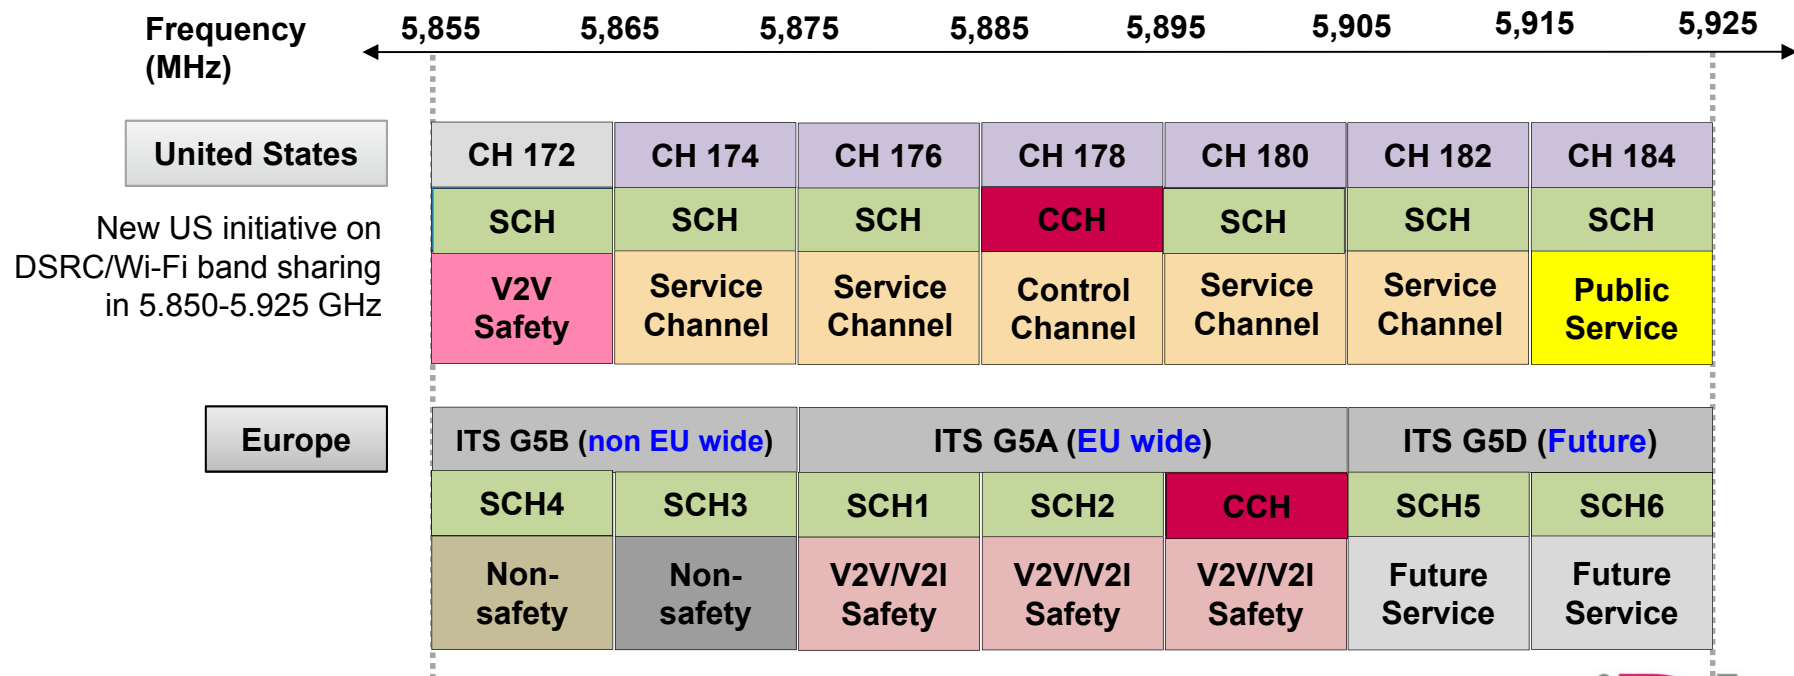 Frequency (MHz)
5,855 5,865 5,875 5,885 5,895 5,905 5,915 5,925
United States
CH 172 CH 174 CH 176 CH 178 CH 180 CH 182 CH 184
SCH SCH SCH CCH SCH SCH SCH
New US initiative on
DSRC/Wi-Fi band sharing
in 5.850-5.925 GHz
V2V Safety
Service Channel
Service Channel
Control Channel
Service Channel
Service Channel
Public Service
Europe
ITS G5B (non EU wide) ITS G5A (EU wide) ITS G5D (Future)
SCH4 SCH3 SCH1 SCH2 CCH SCH5 SCH6
Non-
safety
Non-
safety
V2V/V2I
Safety
V2V/V2I
Safety
V2V/V2I
Safety
Future
Service
Future
Service